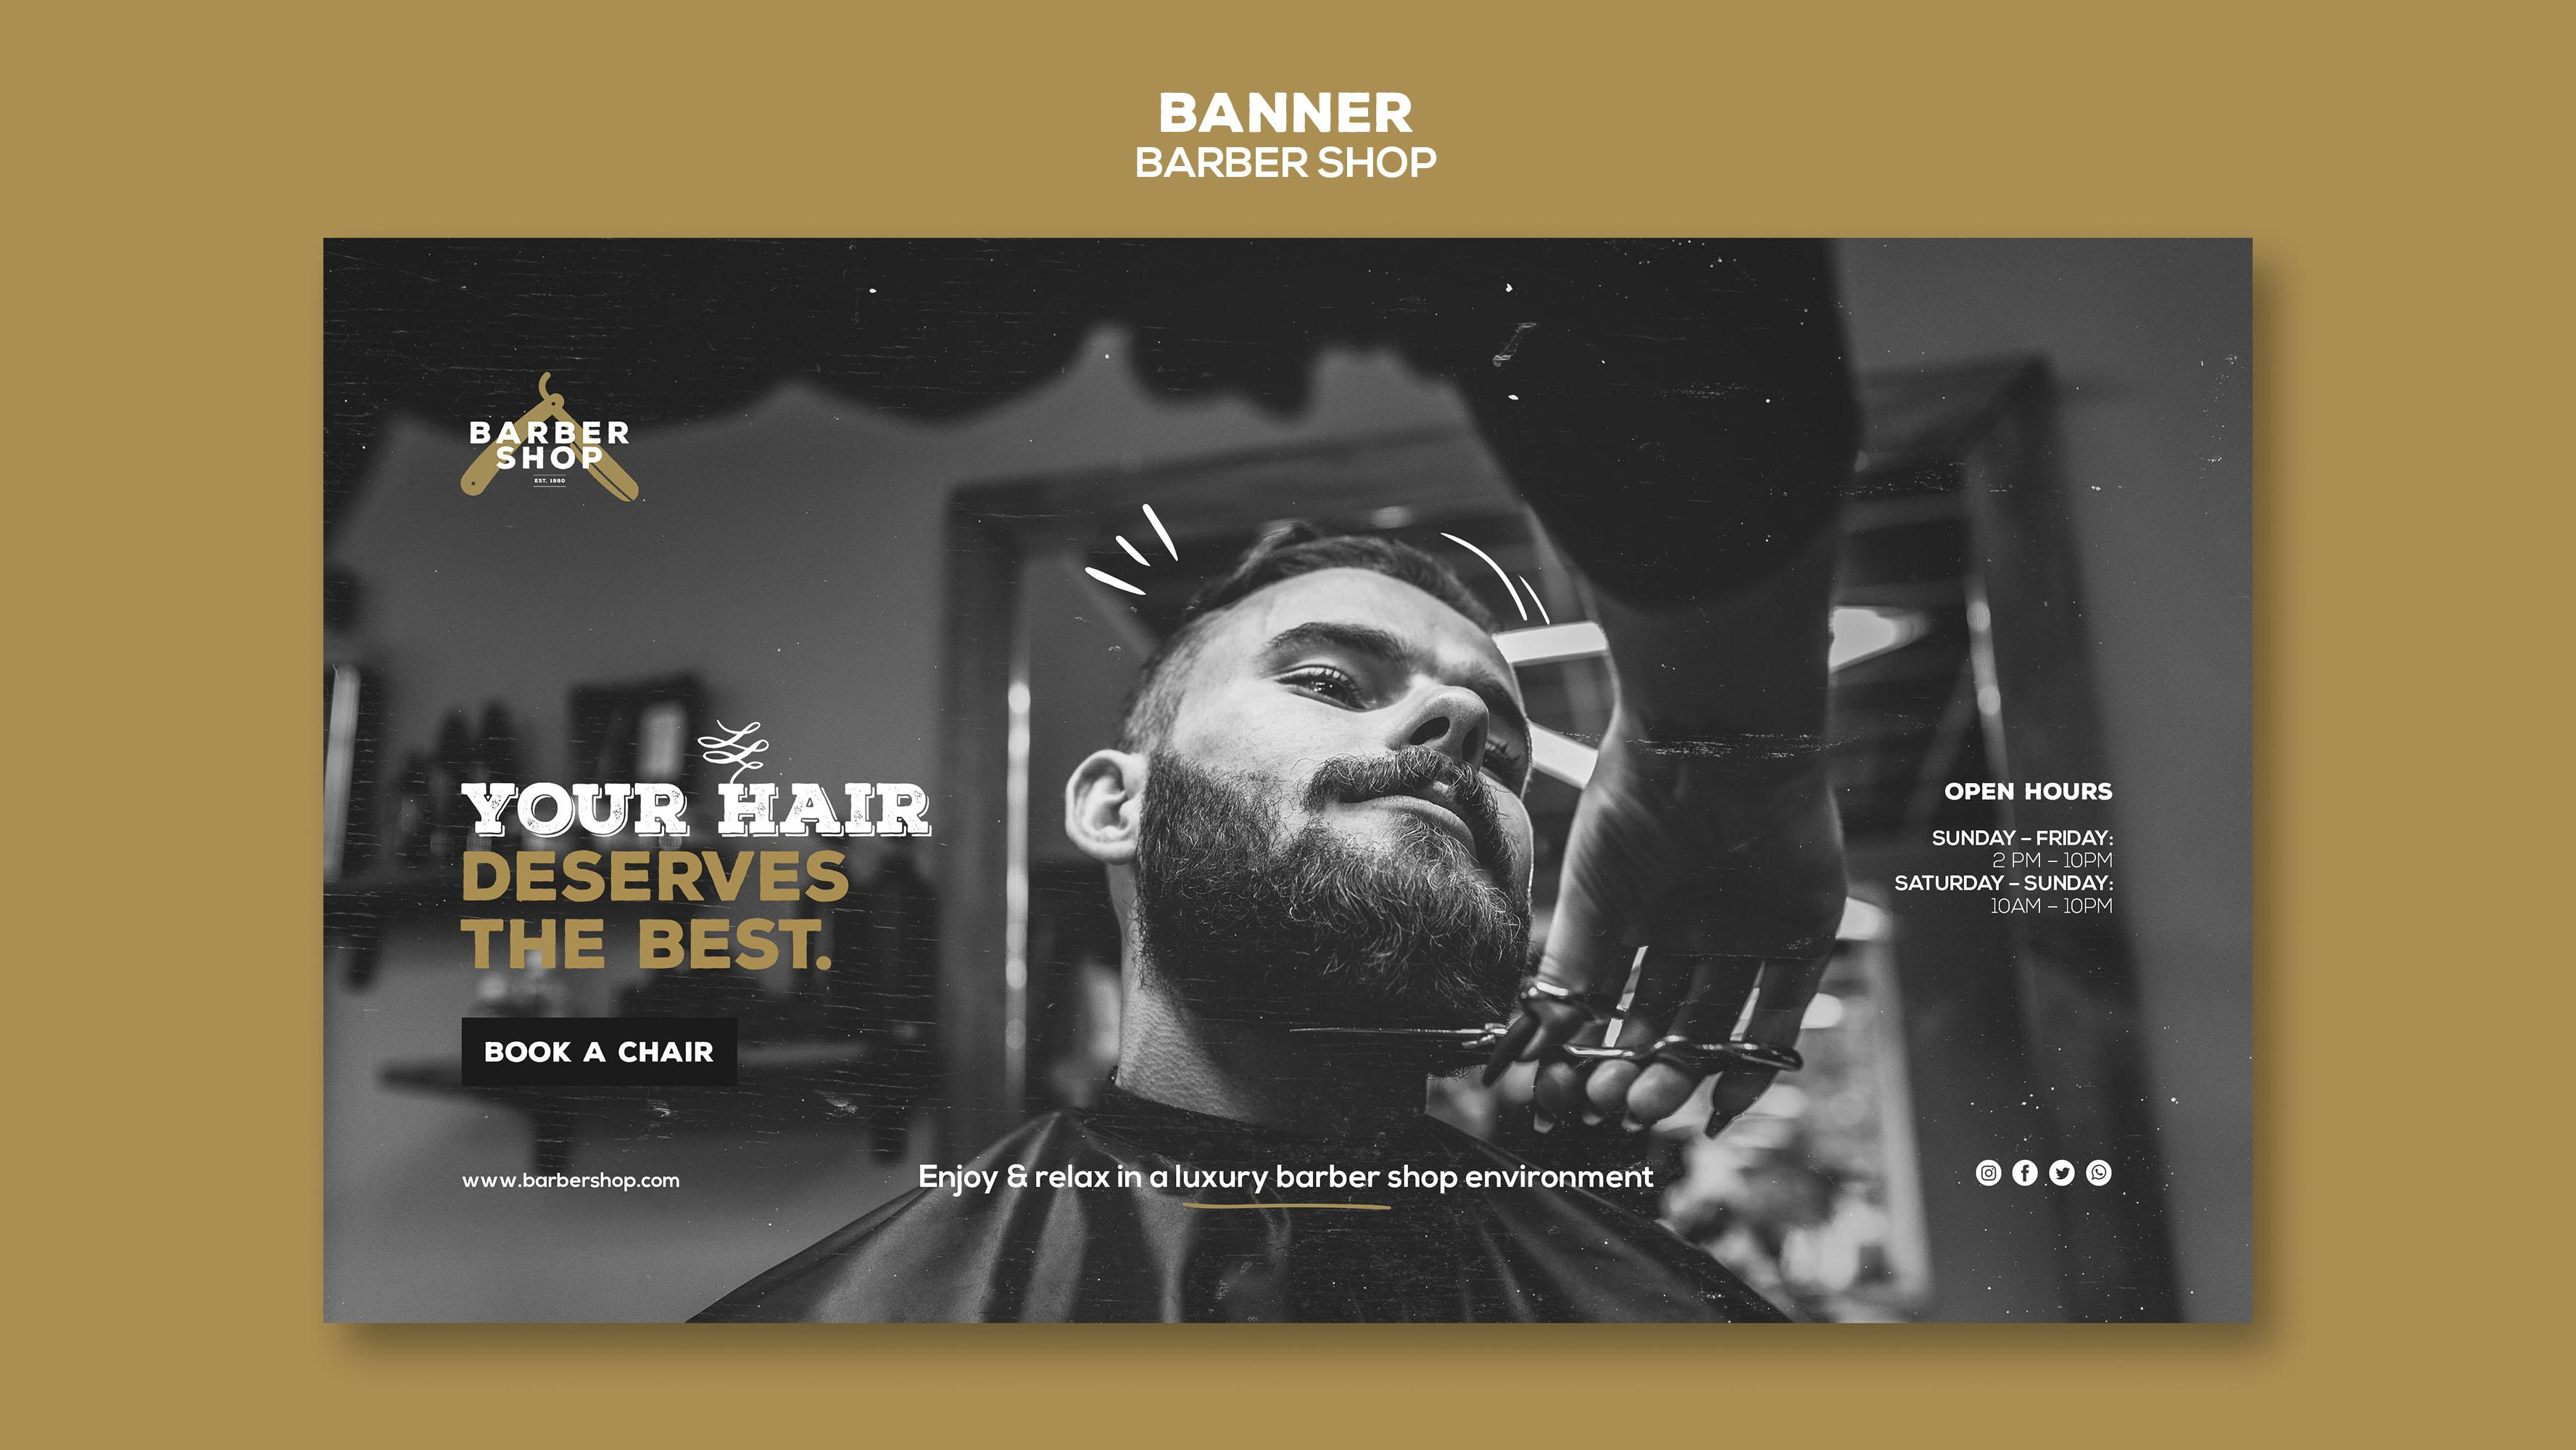 BANNER
BARBER SHOP
BARBER
SHOP
EST. 1980
YOUR HAIR
DESERVES
THE BEST.
BOOK A CHAIR
OPEN HOURS
SUNDAY – FRIDAY:
2 PM – 10PM
SATURDAY – SUNDAY:
10AM – 10PM
www.barbershop.com
Enjoy & relax in a luxury barber shop environment